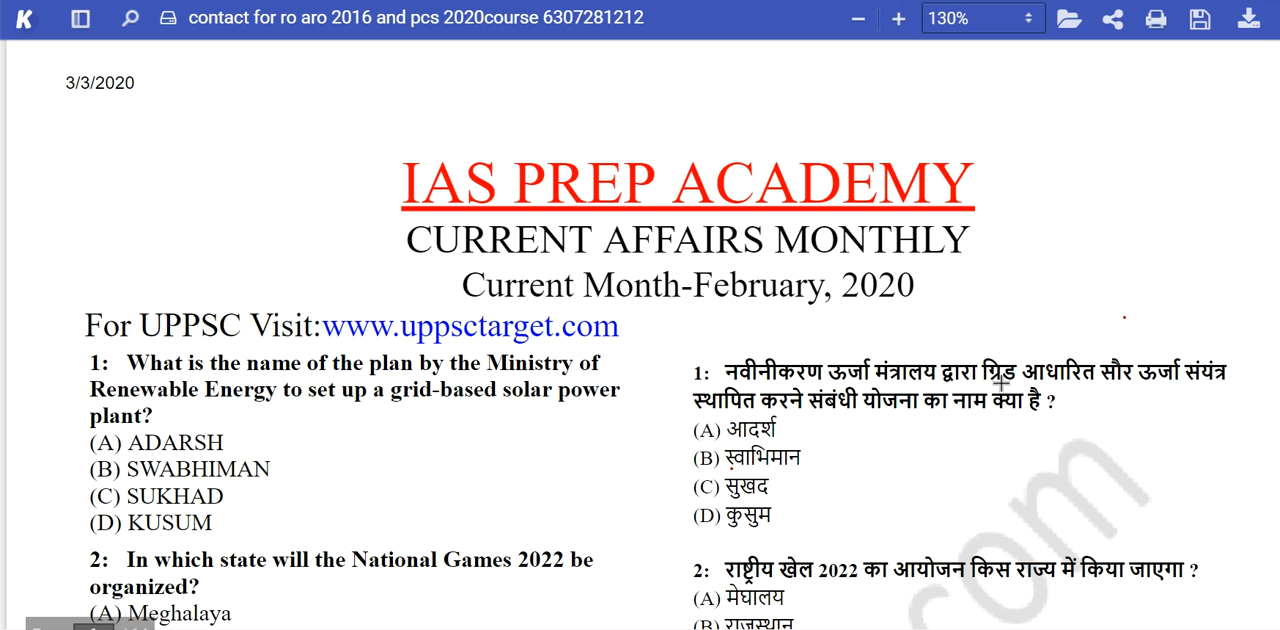 contact for ro aro 2016 and pcs 2020course 6307281212
130%
3/3/2020
IAS PREP ACADEMY
CURRENT AFFAIRS MONTHLY
Current Month-February, 2020
For UPPSC Visit:www.uppsctarget.com
1: What is the name of the plan by the Ministry of
Renewable Energy to set up a grid-based solar power
plant?
(A) ADARSH
(B) SWABHIMAN
(C) SUKHAD
(D) KUSUM
2: In which state will the National Games 2022 be
organized?
(A) Meghalaya
1: नवीनीकरण ऊर्जा मंत्रालय द्वारा ग्रिड आधारित सौर ऊर्जा संयंत्र
स्थापित करने संबंधी योजना का नाम क्या है ?
(A) आदर्श
(B) स्वाभिमान
(C) सुखद
(D) कुसुम
2: राष्ट्रीय खेल 2022 का आयोजन किस राज्य में किया जाएगा ?
(A) मेघालय
(B) राजस्थान
com